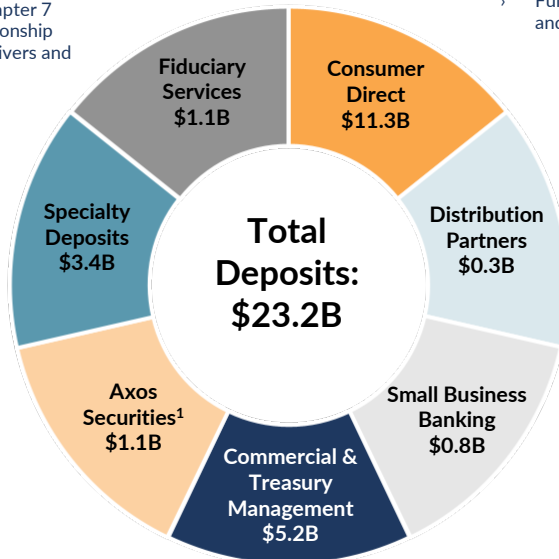 apter 7
onship
ivers and
›
and
Fiduciary
Services
$1.1B
Consumer
Direct
$11.3B
Specialty
Deposits
$3.4B
Total
Deposits:
$23.2B
Distribution
Partners
$0.3B
Axos
Securities¹
$1.1B
Small Business
Banking
$0.8B
Commercial &
Treasury
Management
$5.2B